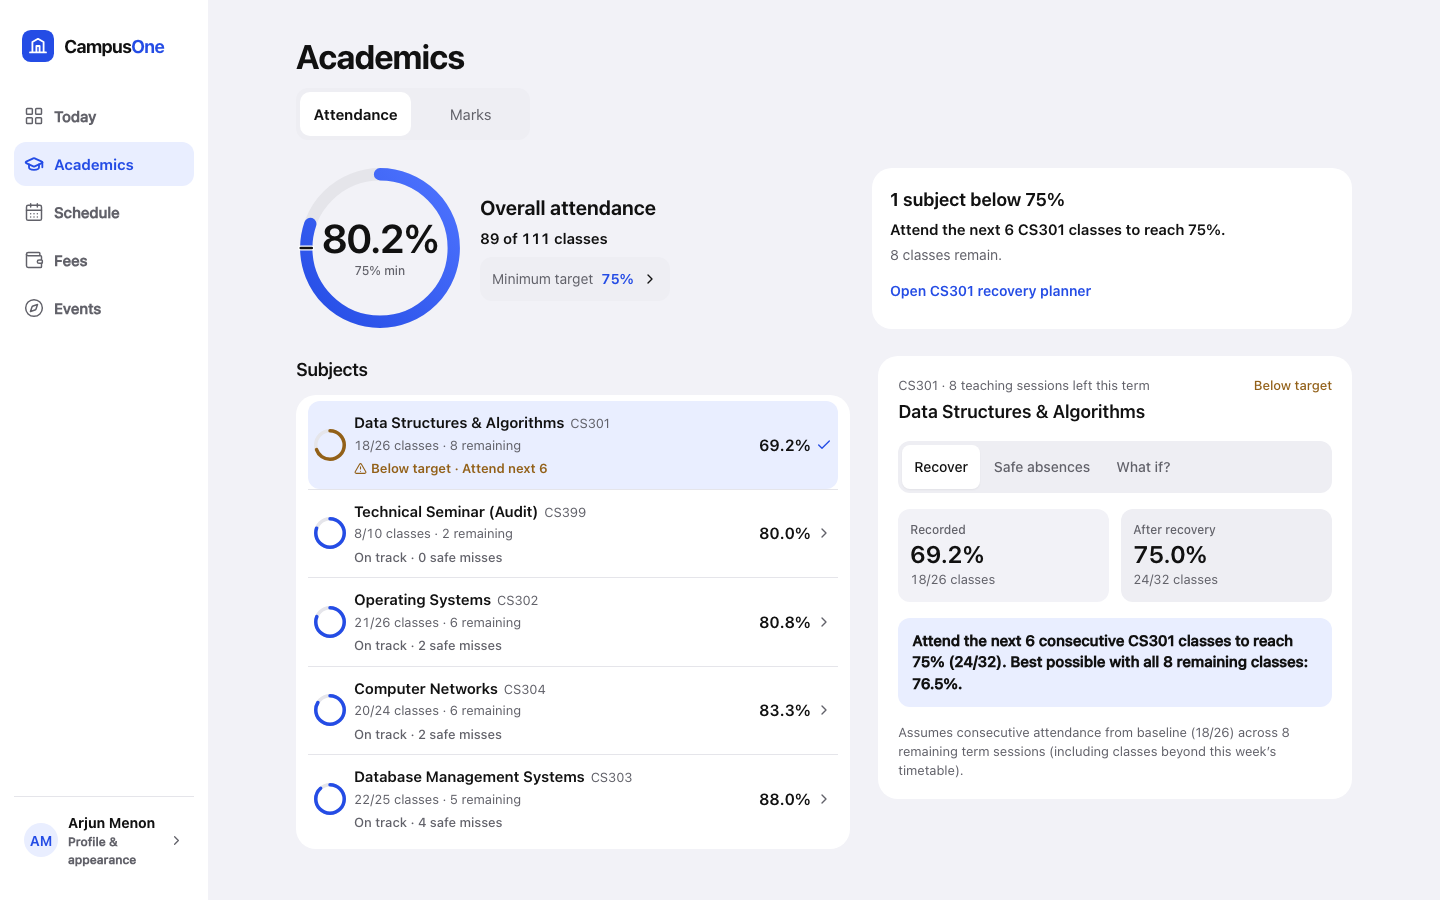 CampusOne
Today
Academics
Schedule
Fees
Events
AM
Arjun Menon
Profile &
appearance
Academics
Attendance
Marks
80.2%
75% min
Overall attendance
89 of 111 classes
Minimum target 75%
1 subject below 75%
Attend the next 6 CS301 classes to reach 75%.
8 classes remain.
Open CS301 recovery planner
Subjects
Data Structures & Algorithms CS301
18/26 classes · 8 remaining
Below target · Attend next 6
69.2%
Technical Seminar (Audit) CS399
8/10 classes · 2 remaining
On track · 0 safe misses
80.0%
Operating Systems CS302
21/26 classes · 6 remaining
On track · 2 safe misses
80.8%
Computer Networks CS304
20/24 classes · 6 remaining
On track · 2 safe misses
83.3%
Database Management Systems CS303
22/25 classes · 5 remaining
On track · 4 safe misses
88.0%
CS301 · 8 teaching sessions left this term
Below target
Data Structures & Algorithms
Recover
Safe absences
What if?
Recorded
69.2%
18/26 classes
After recovery
75.0%
24/32 classes
Attend the next 6 consecutive CS301 classes to reach
75% (24/32). Best possible with all 8 remaining classes:
76.5%.
Assumes consecutive attendance from baseline (18/26) across 8
remaining term sessions (including classes beyond this week's
timetable).